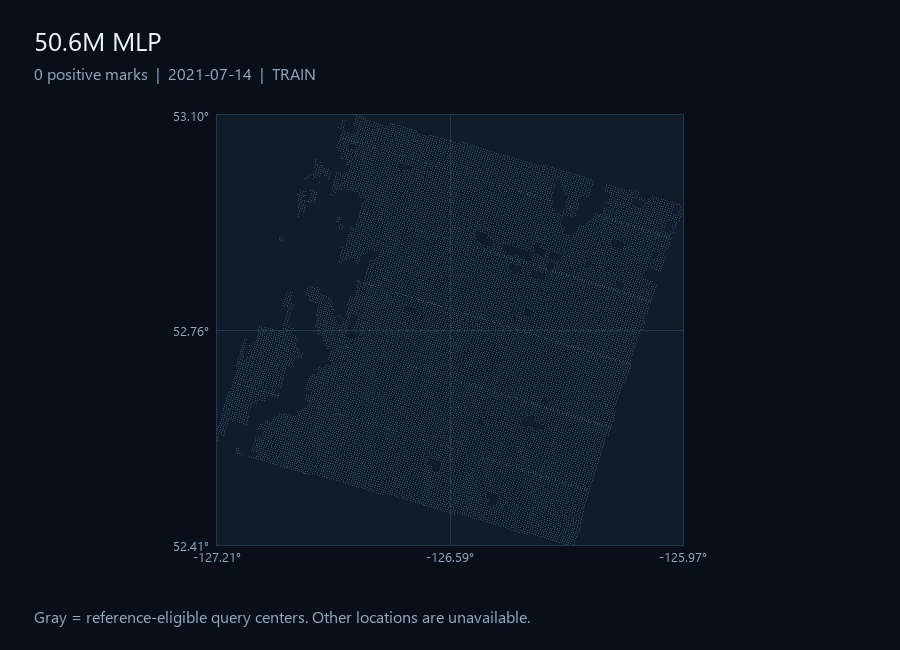 50.6M MLP
0 positive marks | 2021-07-14 | TRAIN
53.10°
52.76°
52.41°
-127.21°
-126.59°
-125.97°
Gray = reference-eligible query centers. Other locations are unavailable.